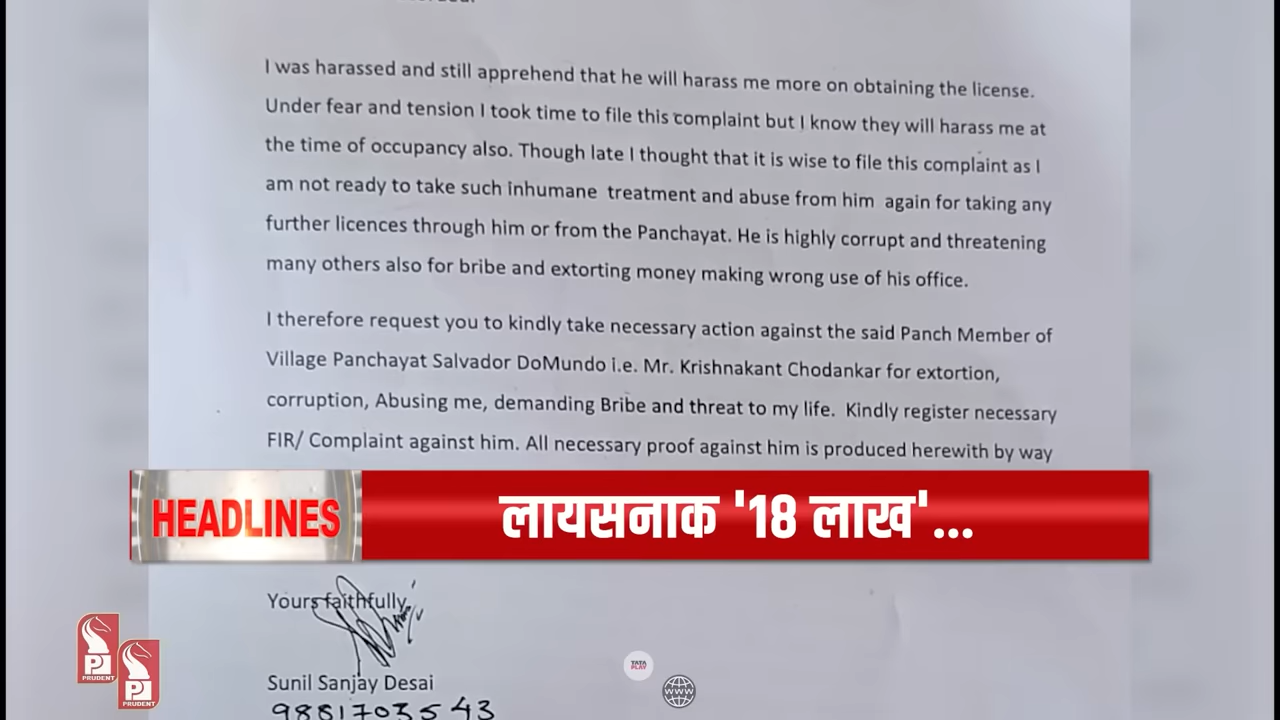 I was harassed and still apprehend that he will harass me more on obtaining the license.
Under fear and tension I took time to file this complaint but I know they will harass me at
the time of occupancy also. Though late I thought that it is wise to file this complaint as I
am not ready to take such inhumane treatment and abuse from him again for taking any
further licences through him or from the Panchayat. He is highly corrupt and threatening
many others also for bribe and extorting money making wrong use of his office.
I therefore request you to kindly take necessary action against the said Panch Member of
Village Panchayat Salvador DoMundo i.e. Mr. Krishnakant Chodankar for extortion,
corruption, Abusing me, demanding Bribe and threat to my life. Kindly register necessary
FIR/ Complaint against him. All necessary proof against him is produced herewith by way
HEADLINES
लायसनाक '18 लाख'...
Yours faithfully,
Sunil Sanjay Desai
9881703543
PRUDENT
PRUDENT
TATA PLAY
WWW